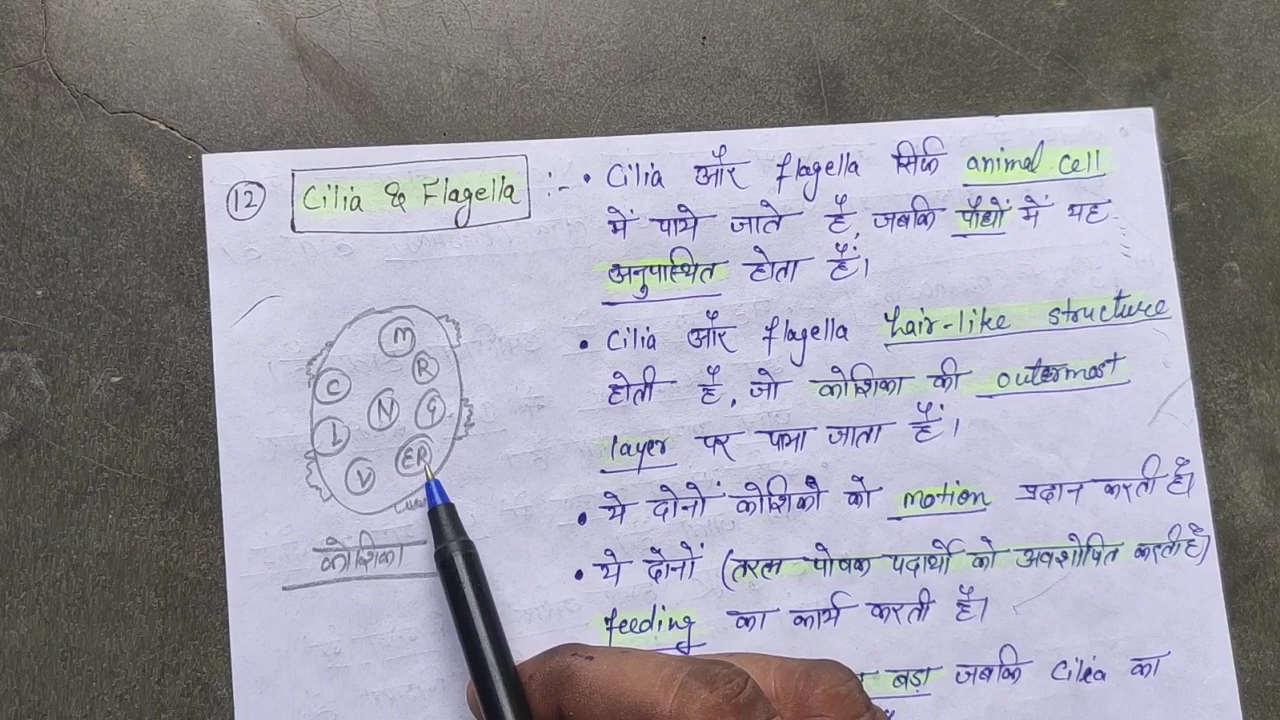 12 Cilia & Flagella :- • Cilia और flagella सिर्फ animal cell
में पाये जाते है, जबकि पौधों में यह
अनुपास्थित होता हैं।
• Cilia और flagella hair-like structure
होती है, जो कोशिका की outermost
layer पर पाया जाता हैं।
• ये दोनों कोशिको को motion प्रदान करती है।
• ये दोनों (तरल पोषक पदार्थो को अवशोषित करती है)
feeding का कार्य करती है।
बड़ा जबकि Cilia का
M
R
C
N
G
L
ER
V
कोशिका